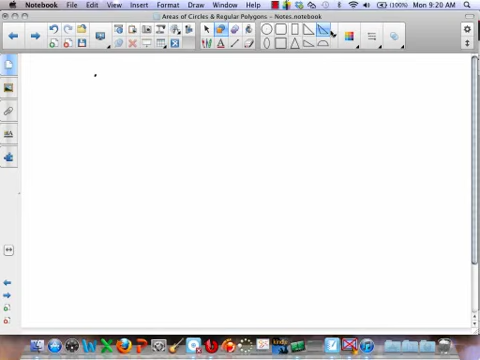 Notebook File Edit View Insert Format Draw Window Help (100%) Mon 9:20 AM
Areas of Circles & Regular Polygons – Notes.notebook